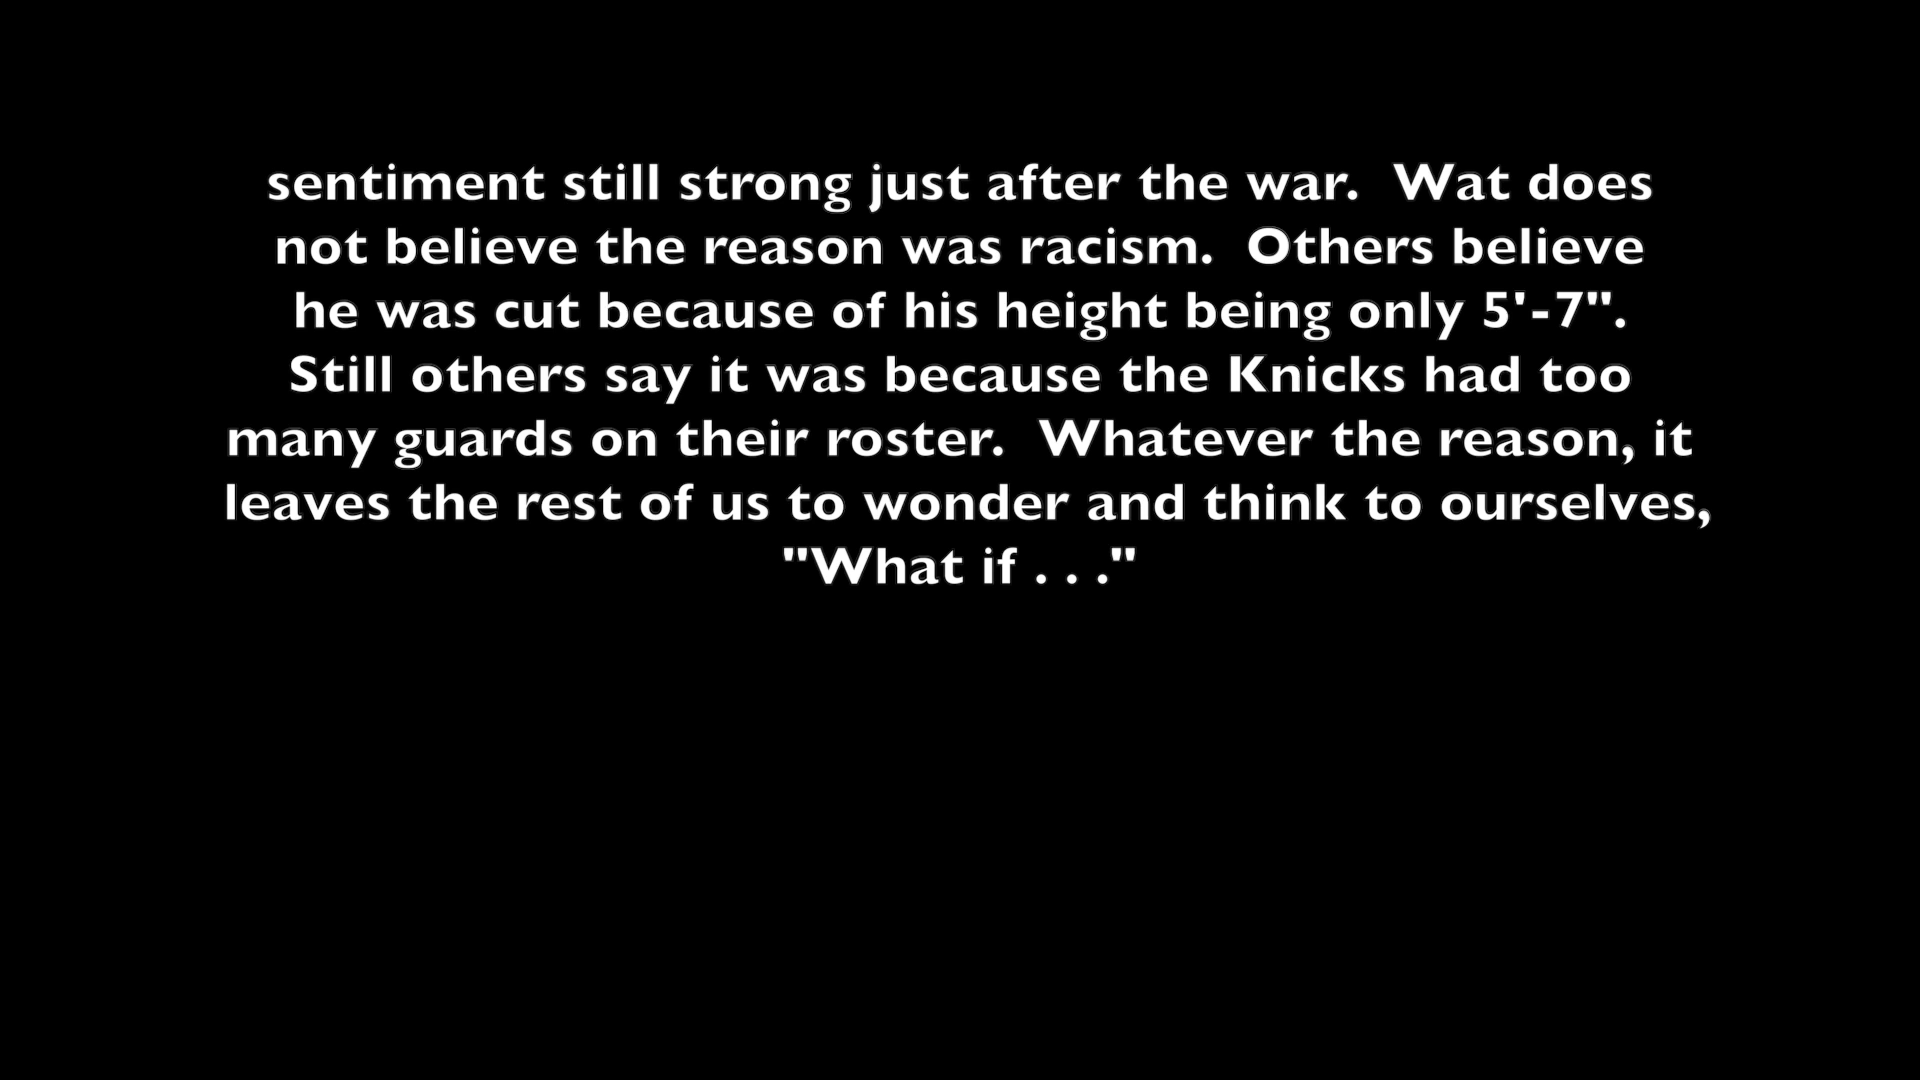 sentiment still strong just after the war.  Wat does
not believe the reason was racism.  Others believe
he was cut because of his height being only 5'-7".
Still others say it was because the Knicks had too
many guards on their roster.  Whatever the reason, it
leaves the rest of us to wonder and think to ourselves,
"What if . . ."